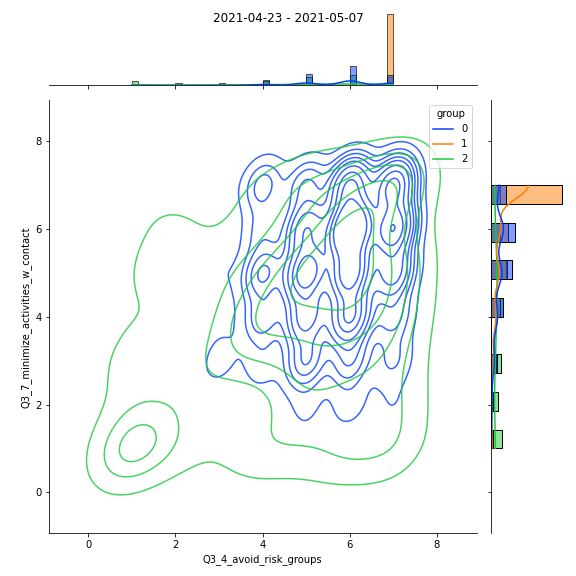 2021-04-23 - 2021-05-07
group
0
1
2
8
6
4
2
0
Q3_7_minimize_activities_w_contact
0 2 4 6 8
Q3_4_avoid_risk_groups